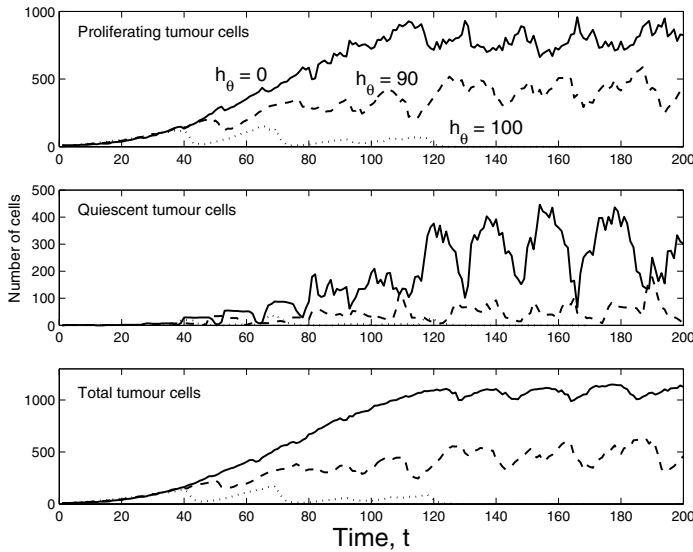 1000
500
0
Proliferating tumour cells
h_θ = 0
h_θ = 90
h_θ = 100
0 20 40 60 80 100 120 140 160 180 200
Number of cells
500
400
300
200
100
0
Quiescent tumour cells
0 20 40 60 80 100 120 140 160 180 200
1000
500
0
Total tumour cells
0 20 40 60 80 100 120 140 160 180 200
Time, t